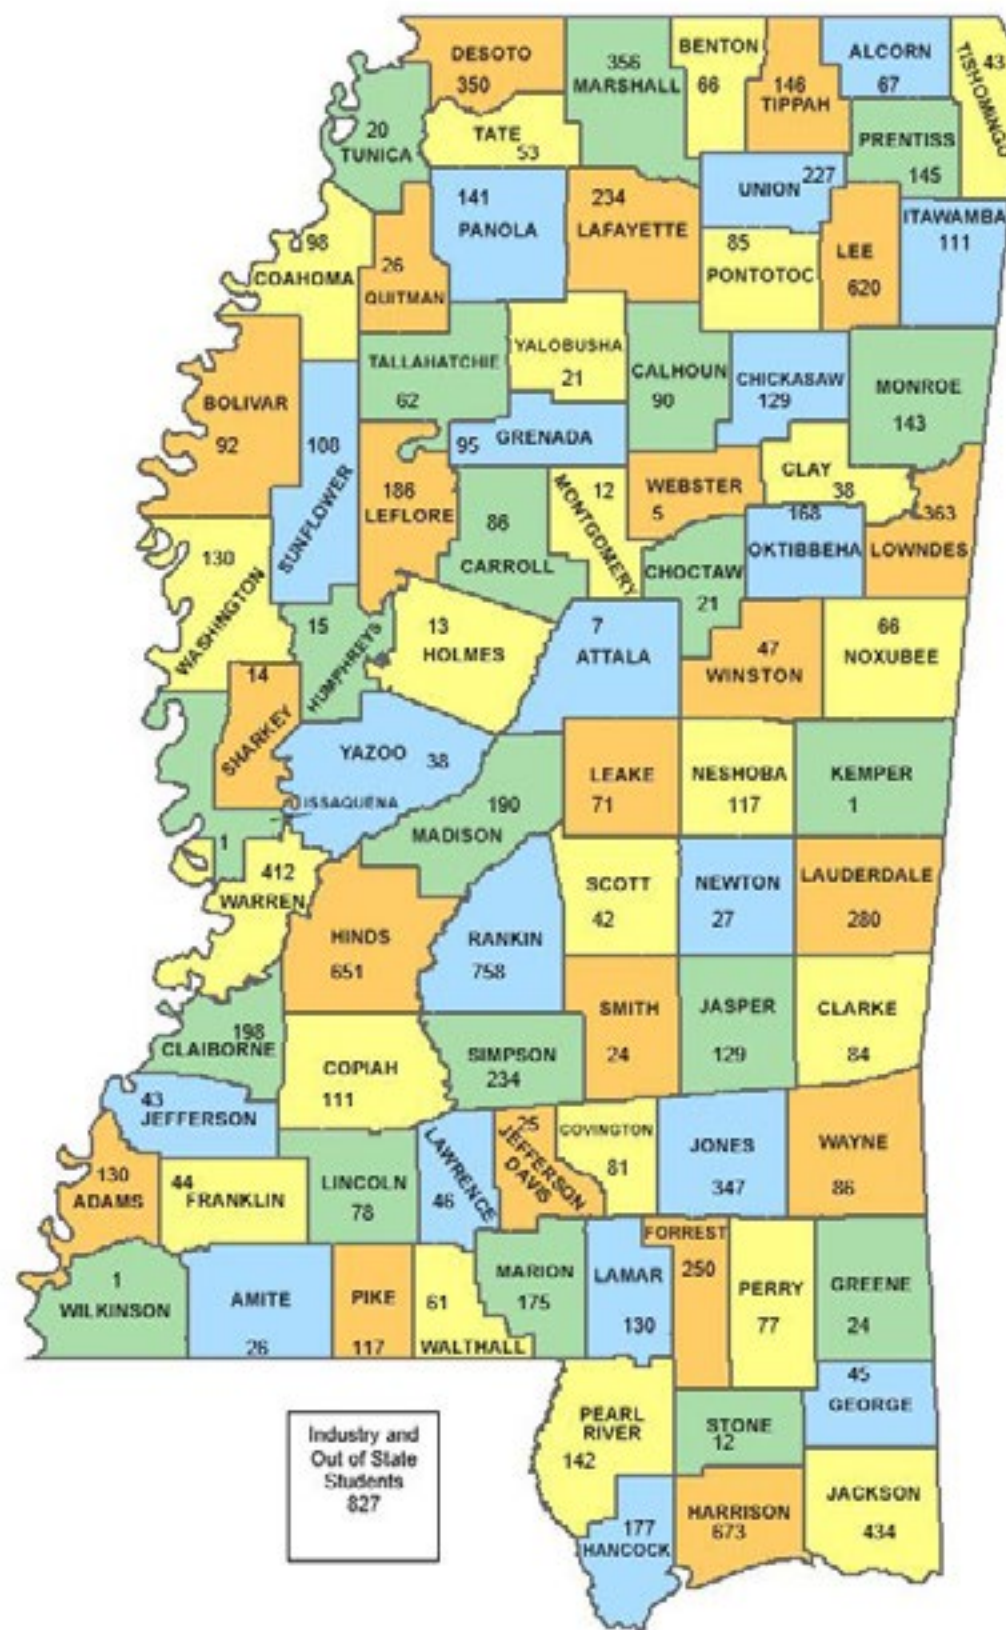 DESOTO
350
356
MARSHALL
BENTON
66
146
TIPPAH
ALCORN
67
43
TISHOMINGO
20
TUNICA
TATE
53
PRENTISS
145
141
PANOLA
234
LAFAYETTE
UNION 227
ITAWAMBA
111
98
COAHOMA
26
QUITMAN
85
PONTOTOC
LEE
620
TALLAHATCHIE
62
YALOBUSHA
21
CALHOUN
90
CHICKASAW
129
MONROE
143
BOLIVAR
92
108
SUNFLOWER
95 GRENADA
186
LEFLORE
86
CARROLL
12
MONTGOMERY
WEBSTER
5
CLAY
38
168
OKTIBBEHA
363
LOWNDES
130
WASHINGTON
CHOCTAW
21
15
HUMPHREYS
13
HOLMES
7
ATTALA
47
WINSTON
66
NOXUBEE
14
SHARKEY
YAZOO 38
LEAKE
71
NESHOBA
117
KEMPER
1
ISSAQUENA
1
190
MADISON
412
WARREN
HINDS
651
RANKIN
758
SCOTT
42
NEWTON
27
LAUDERDALE
280
198
CLAIBORNE
COPIAH
111
SIMPSON
234
SMITH
24
JASPER
129
CLARKE
84
43
JEFFERSON
LAWRENCE
46
25
JEFFERSON
DAVIS
COVINGTON
81
JONES
347
WAYNE
86
130
ADAMS
44
FRANKLIN
LINCOLN
78
1
WILKINSON
AMITE
26
PIKE
117
61
WALTHALL
MARION
175
LAMAR
130
FORREST
250
PERRY
77
GREENE
24
45
GEORGE
PEARL
RIVER
142
STONE
12
177
HANCOCK
HARRISON
673
JACKSON
434
Industry and
Out of State
Students
827